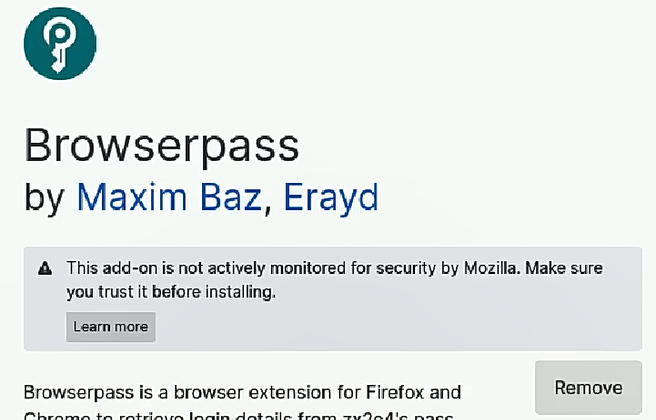 Browserpass
by Maxim Baz, Erayd
This add-on is not actively monitored for security by Mozilla. Make sure
you trust it before installing.
Learn more
Remove
Browserpass is a browser extension for Firefox and
Chrome to retrieve login details from zx2c4's pass